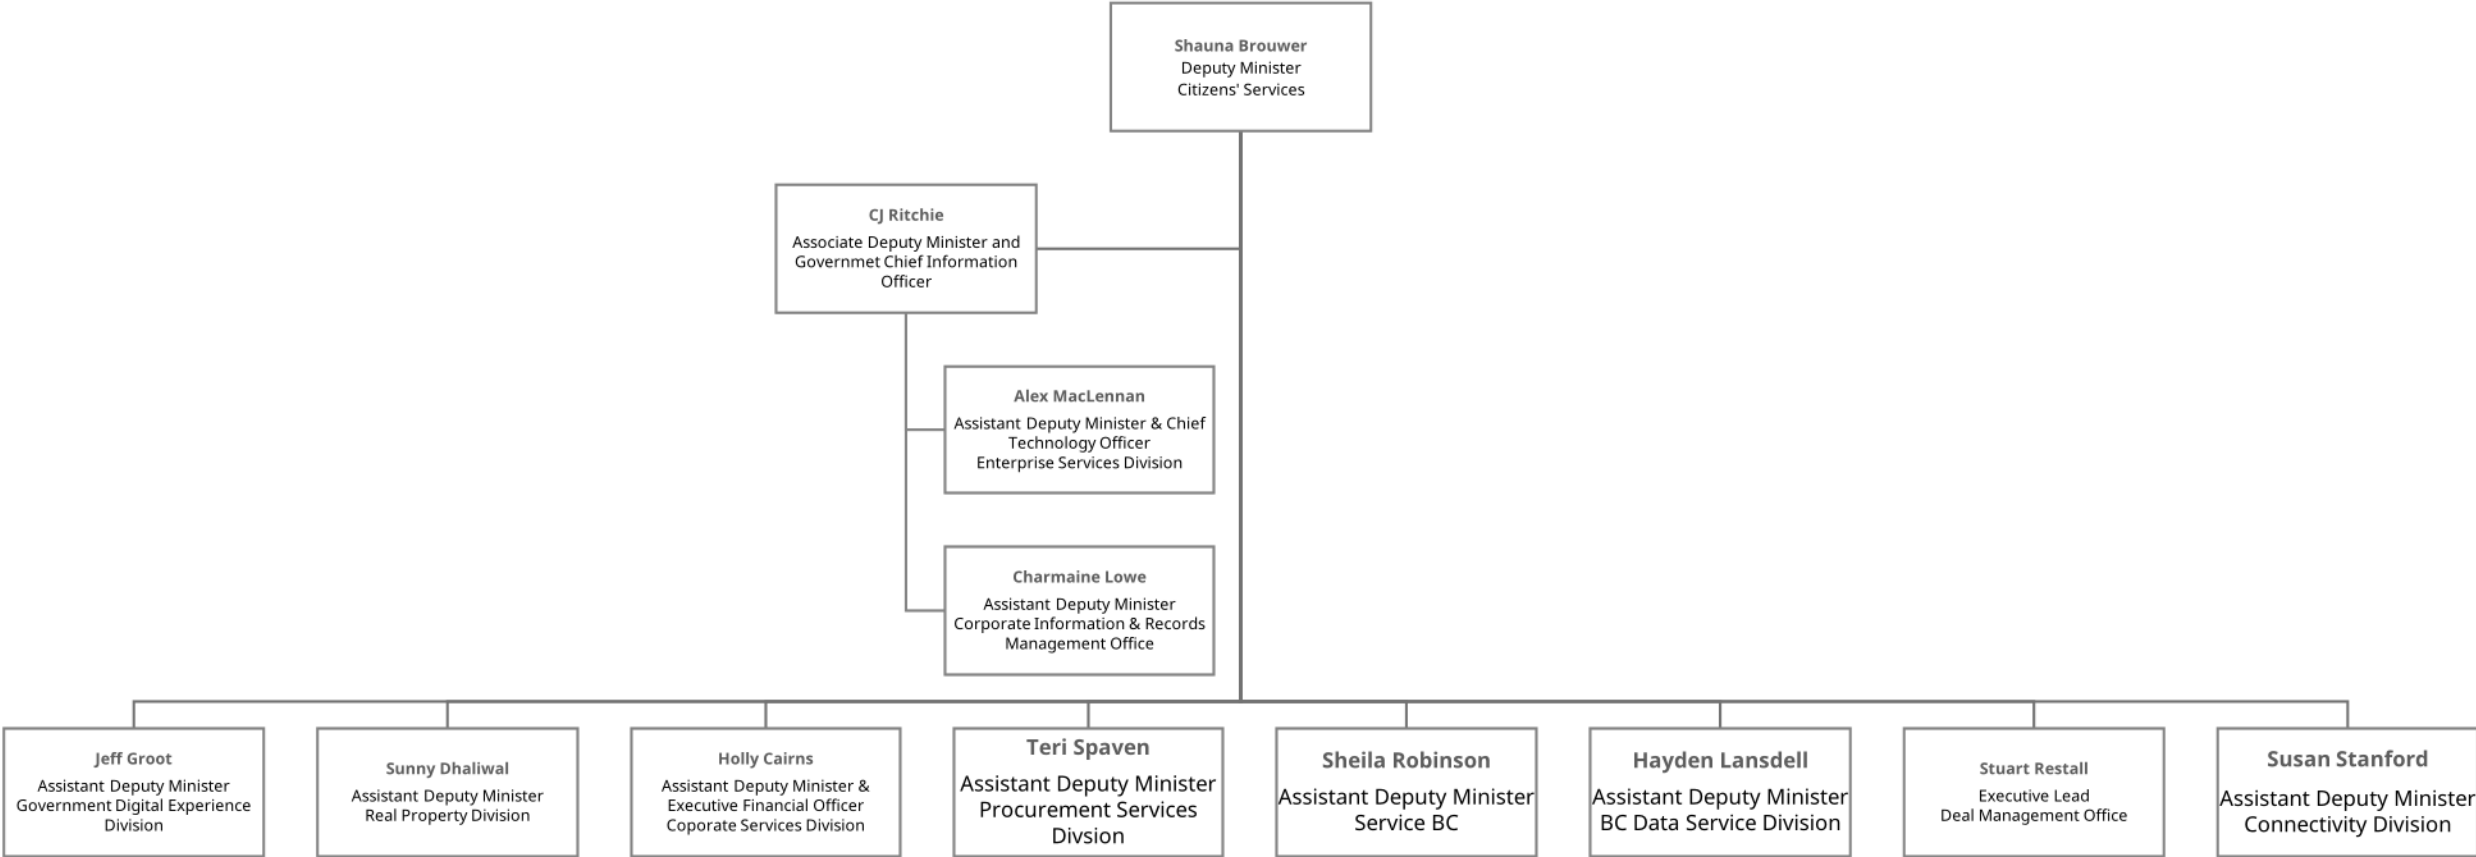 Shauna Brouwer
Deputy Minister
Citizens' Services
CJ Ritchie
Associate Deputy Minister and
Governmet Chief Information
Officer
Alex MacLennan
Assistant Deputy Minister & Chief
Technology Officer
Enterprise Services Division
Charmaine Lowe
Assistant Deputy Minister
Corporate Information & Records
Management Office
Jeff Groot
Assistant Deputy Minister
Government Digital Experience
Division
Sunny Dhaliwal
Assistant Deputy Minister
Real Property Division
Holly Cairns
Assistant Deputy Minister &
Executive Financial Officer
Coporate Services Division
Teri Spaven
Assistant Deputy Minister
Procurement Services
Divsion
Sheila Robinson
Assistant Deputy Minister
Service BC
Hayden Lansdell
Assistant Deputy Minister
BC Data Service Division
Stuart Restall
Executive Lead
Deal Management Office
Susan Stanford
Assistant Deputy Minister
Connectivity Division